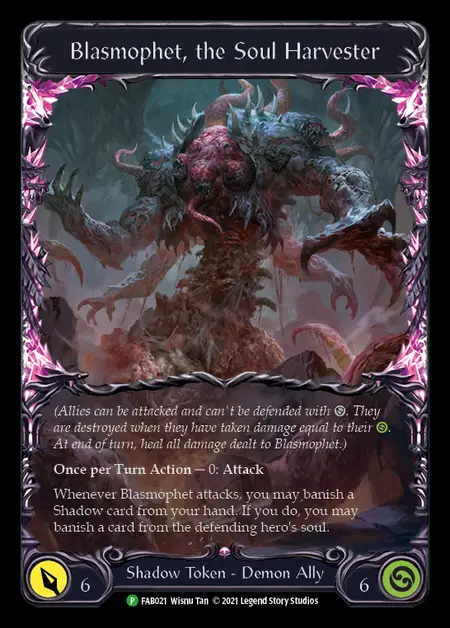 Blasmophet, the Soul Harvester
(Allies can be attacked and can't be defended with . They
are destroyed when they have taken damage equal to their .
At end of turn, heal all damage dealt to Blasmophet.)
Once per Turn Action — 0: Attack
Whenever Blasmophet attacks, you may banish a
Shadow card from your hand. If you do, you may
banish a card from the defending hero's soul.
6 Shadow Token - Demon Ally 6
P FAB021 Wisnu Tan © 2021 Legend Story Studios